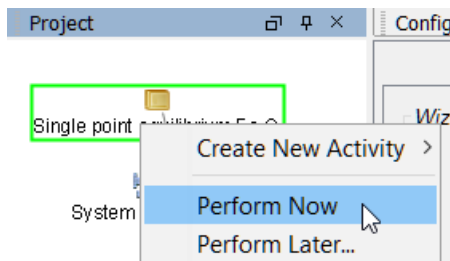 Project
Config
Single point
Wiz
Create New Activity >
System
Perform Now
Perform Later...